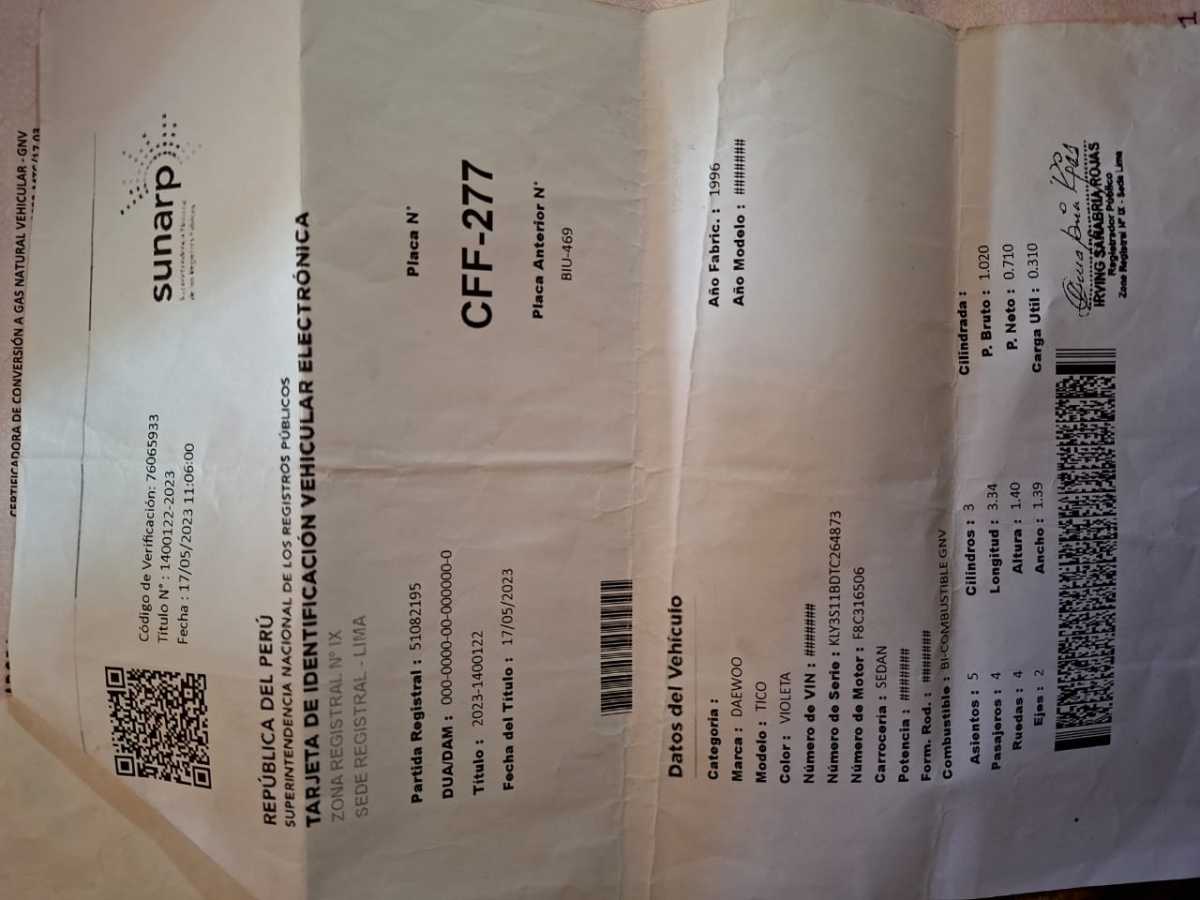 CERTIFICADORA DE CONVERSIÓN A GAS NATURAL VEHICULAR - GNV
sunarp
Código de Verificación: 76065933
Título N° : 1400122-2023
Fecha : 17/05/2023 11:06:00
REPÚBLICA DEL PERÚ
SUPERINTENDENCIA NACIONAL DE LOS REGISTROS PÚBLICOS
TARJETA DE IDENTIFICACIÓN VEHICULAR ELECTRÓNICA
ZONA REGISTRAL N° IX
SEDE REGISTRAL - LIMA
Partida Registral : 51082195
DUA/DAM : 000-0000-00-000000-0
Título : 2023-1400122
Fecha del Título : 17/05/2023
Placa N°
CFF-277
Placa Anterior N°
BIU-469
Datos del Vehículo
Categoria :
Marca : DAEWOO
Modelo : TICO
Color : VIOLETA
Número de VIN : ######
Número de Serie : KLY3S11BDTC264873
Número de Motor : F8C316506
Carroceria : SEDAN
Potencia : ######
Form. Rod. : ######
Combustible : BI-COMBUSTIBLE GNV
Año Fabric. : 1996
Año Modelo : #######
Asientos : 5
Pasajeros : 4
Ruedas : 4
Ejes : 2
Cilindros : 3
Longitud : 3.34
Altura : 1.40
Ancho : 1.39
Cilindrada :
P. Bruto : 1.020
P. Neto : 0.710
Carga Util : 0.310
IRVING SANABRIA ROJAS
Registrador Público
Zona Registral N° IX - Sede Lima
1